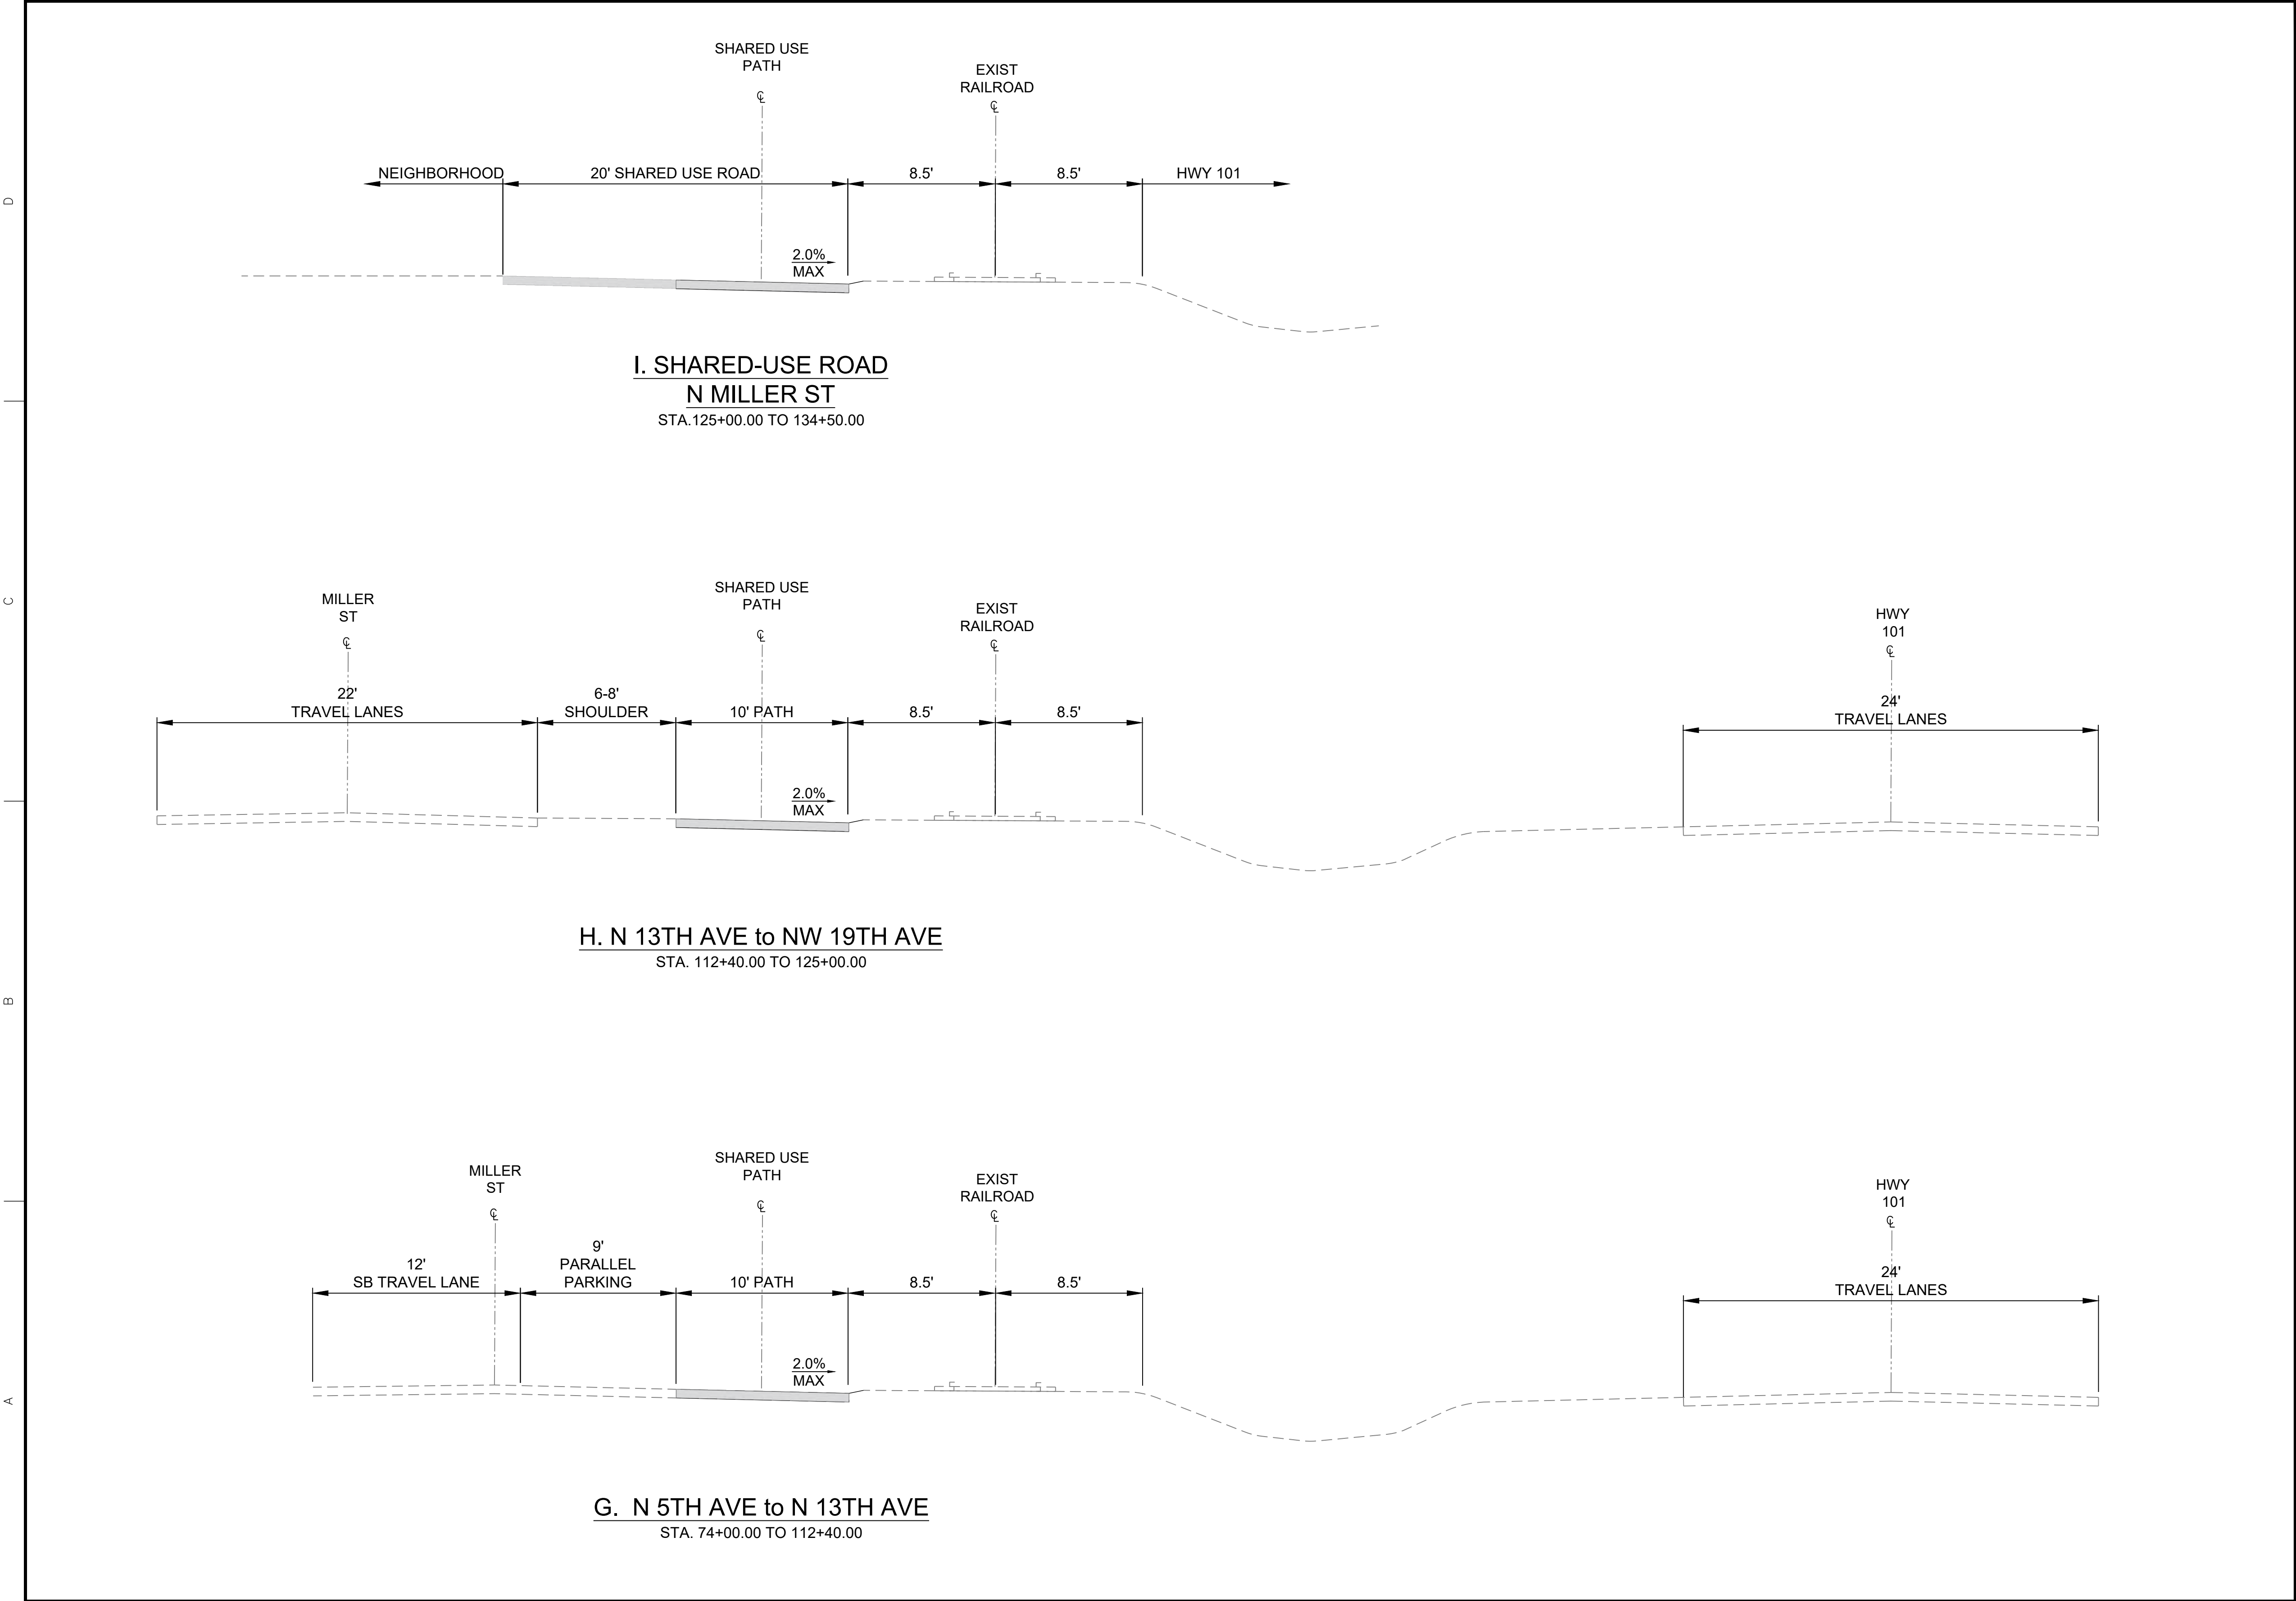 SHARED USE
PATH
℄
EXIST
RAILROAD
℄
NEIGHBORHOOD
20' SHARED USE ROAD
8.5'
8.5'
HWY 101
2.0%
MAX
I. SHARED-USE ROAD
N MILLER ST
STA.125+00.00 TO 134+50.00
MILLER
ST
℄
SHARED USE
PATH
℄
EXIST
RAILROAD
℄
HWY
101
℄
22'
TRAVEL LANES
6-8'
SHOULDER
10' PATH
8.5'
8.5'
24'
TRAVEL LANES
2.0%
MAX
H. N 13TH AVE to NW 19TH AVE
STA. 112+40.00 TO 125+00.00
MILLER
ST
℄
SHARED USE
PATH
℄
EXIST
RAILROAD
℄
HWY
101
℄
12'
SB TRAVEL LANE
9'
PARALLEL
PARKING
10' PATH
8.5'
8.5'
24'
TRAVEL LANES
2.0%
MAX
G. N 5TH AVE to N 13TH AVE
STA. 74+00.00 TO 112+40.00
D
C
B
A